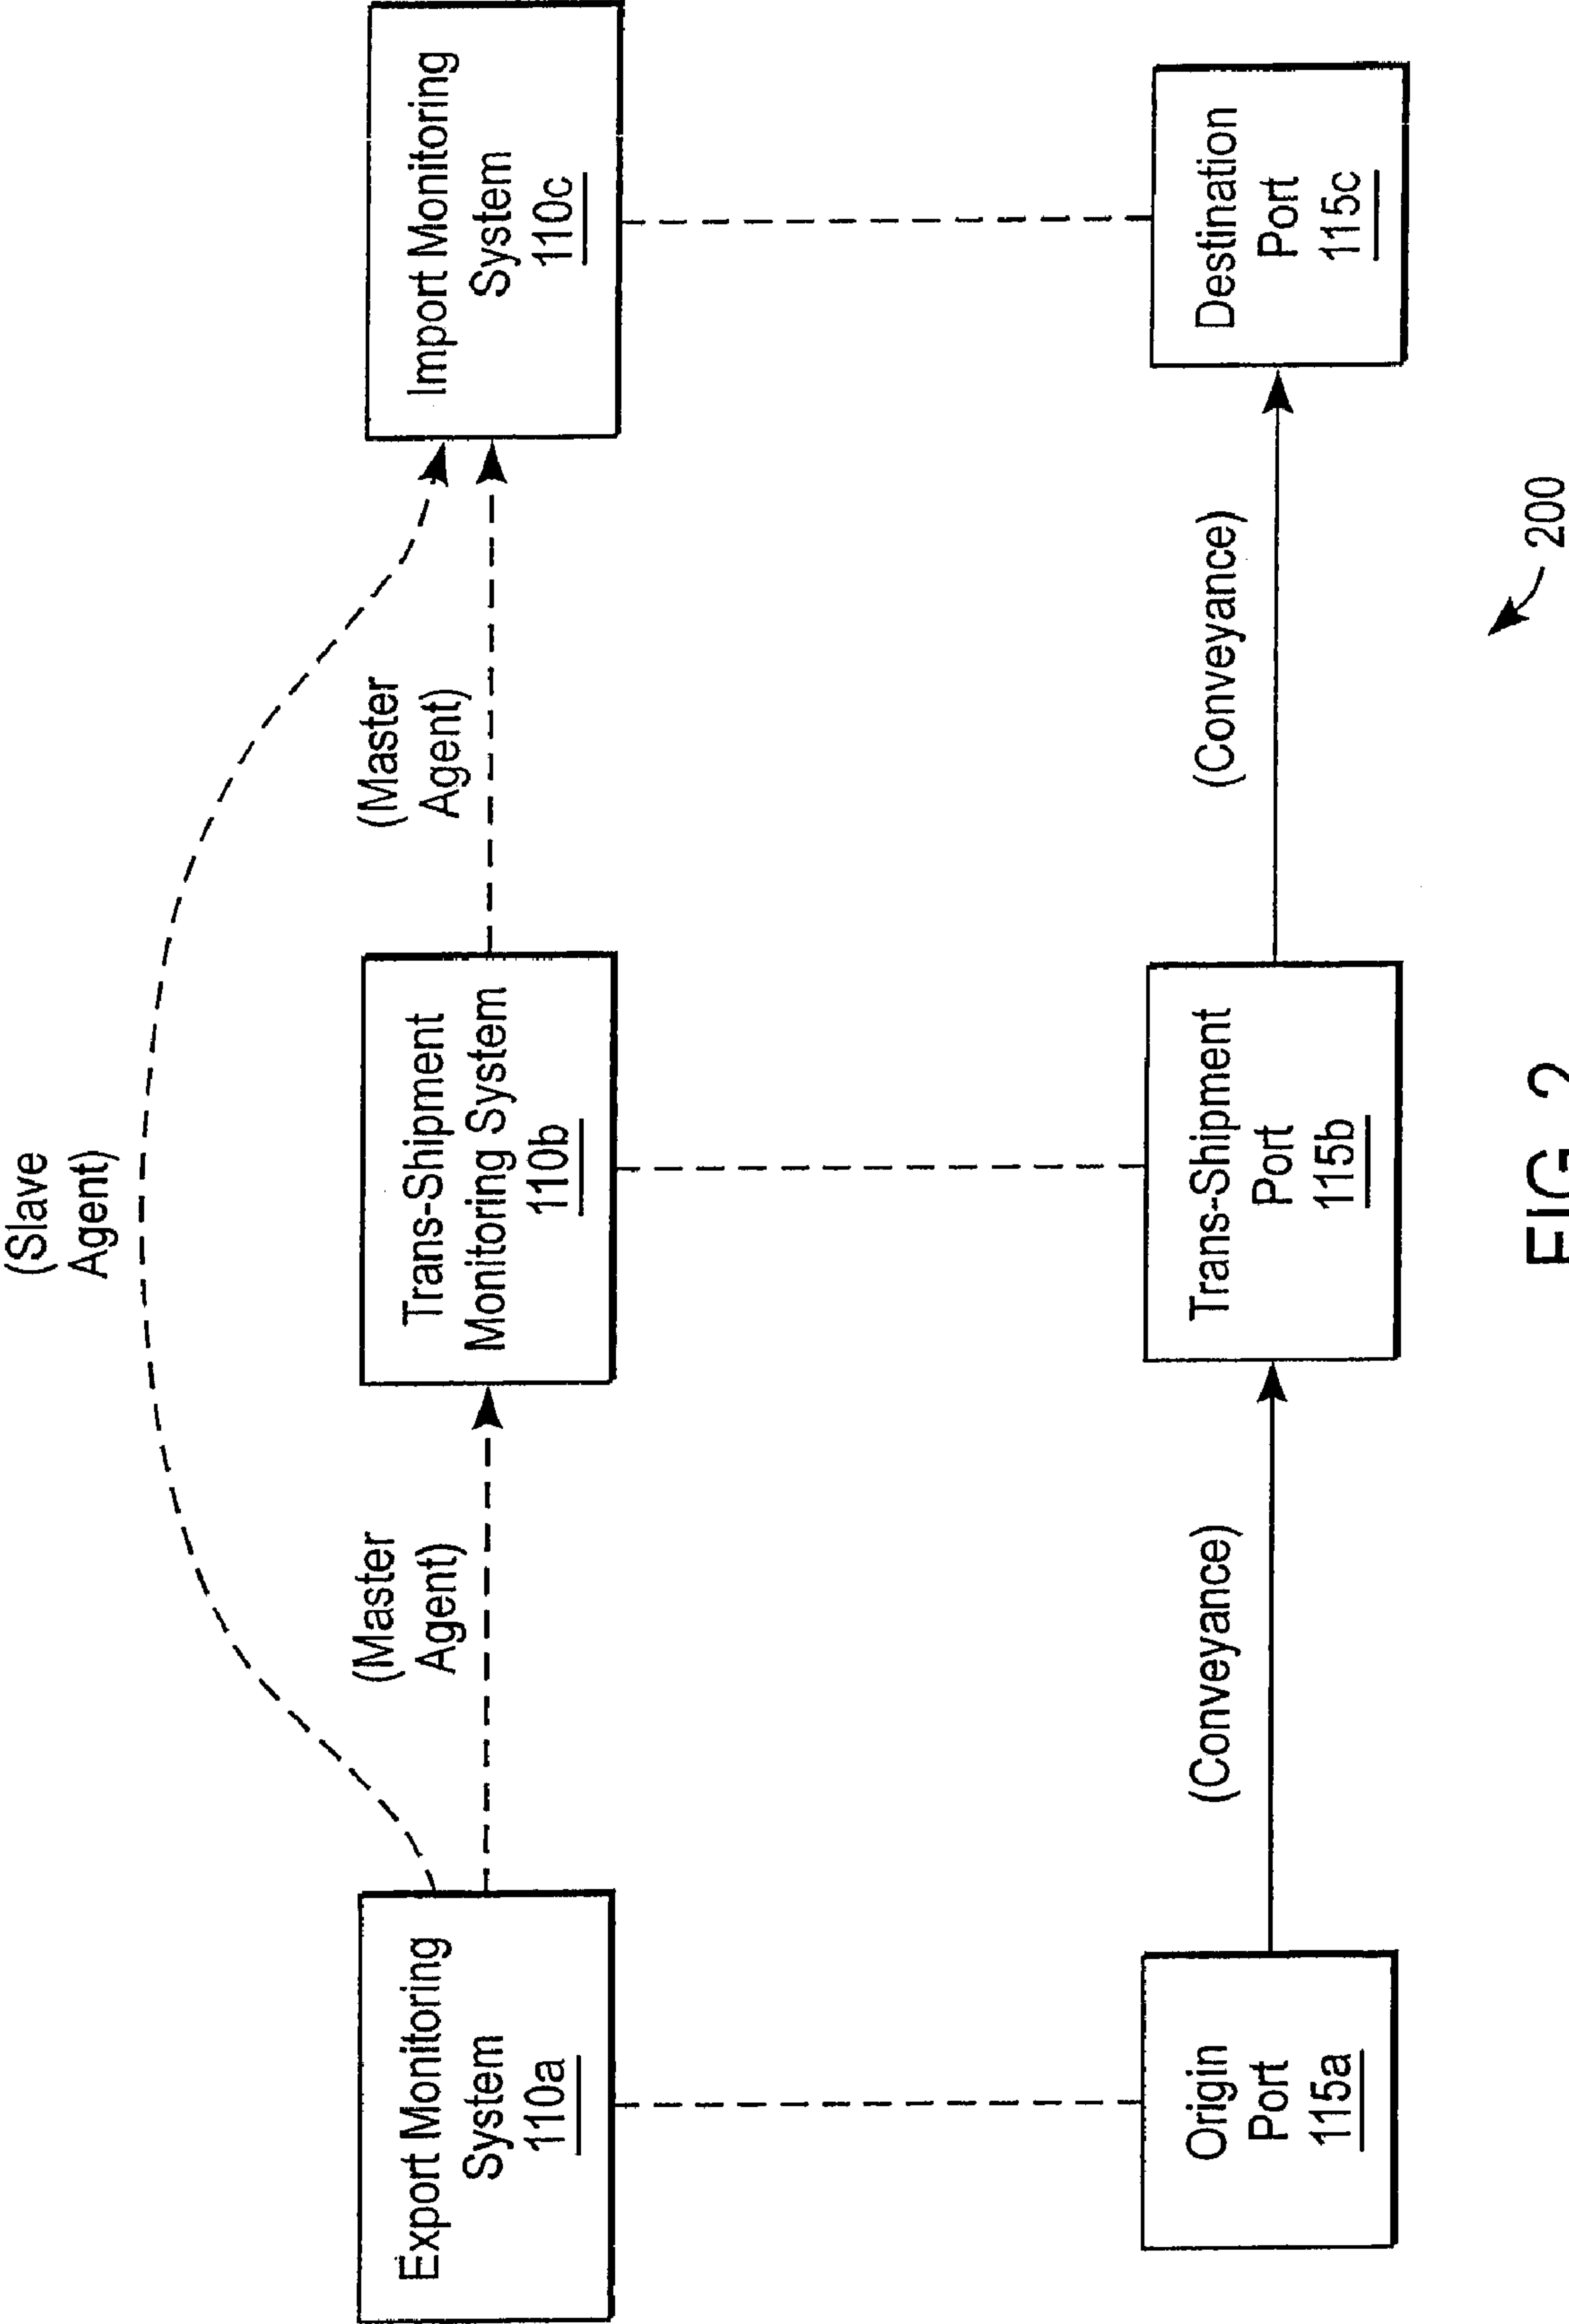 (Slave
Agent)
(Master
Agent)
(Master
Agent)
Export Monitoring
System
110a
Trans-Shipment
Monitoring System
110b
Import Monitoring
System
110c
(Conveyance)
(Conveyance)
Origin
Port
115a
Trans-Shipment
Port
115b
Destination
Port
115c
200
FIG. 2